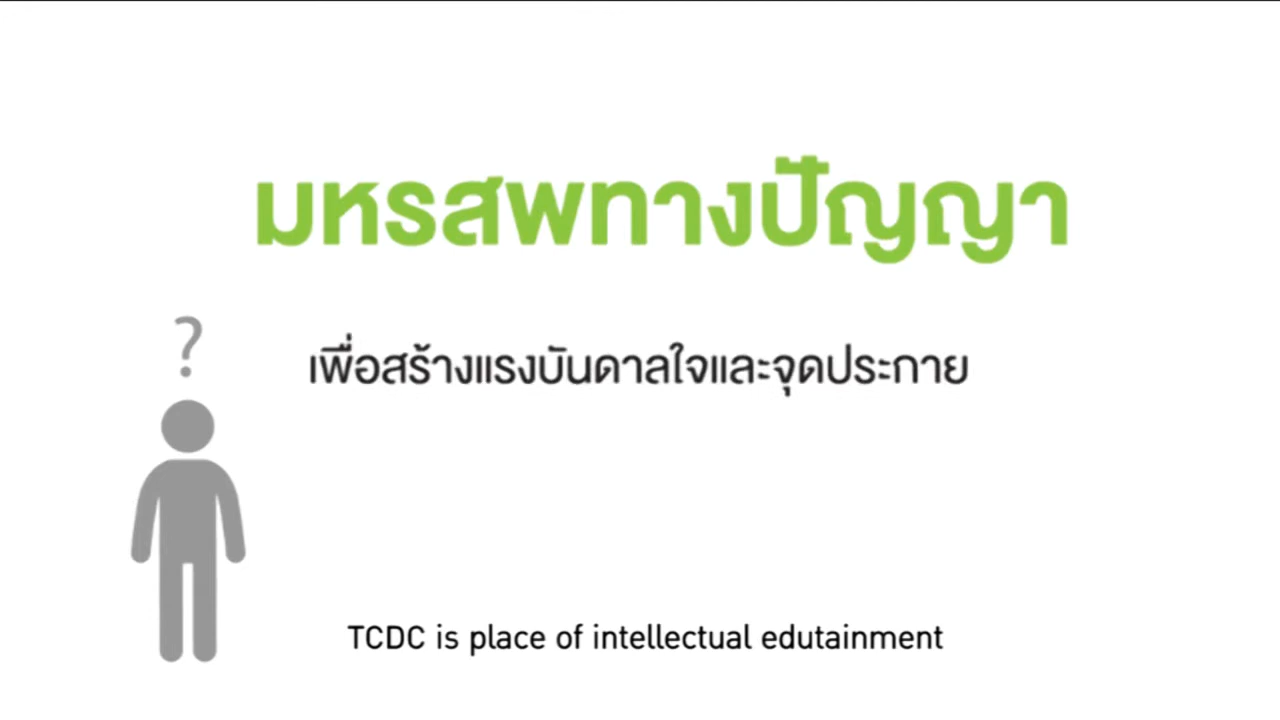 มหรสพทางปัญญา
?
เพื่อสร้างแรงบันดาลใจและจุดประกาย
TCDC is place of intellectual edutainment